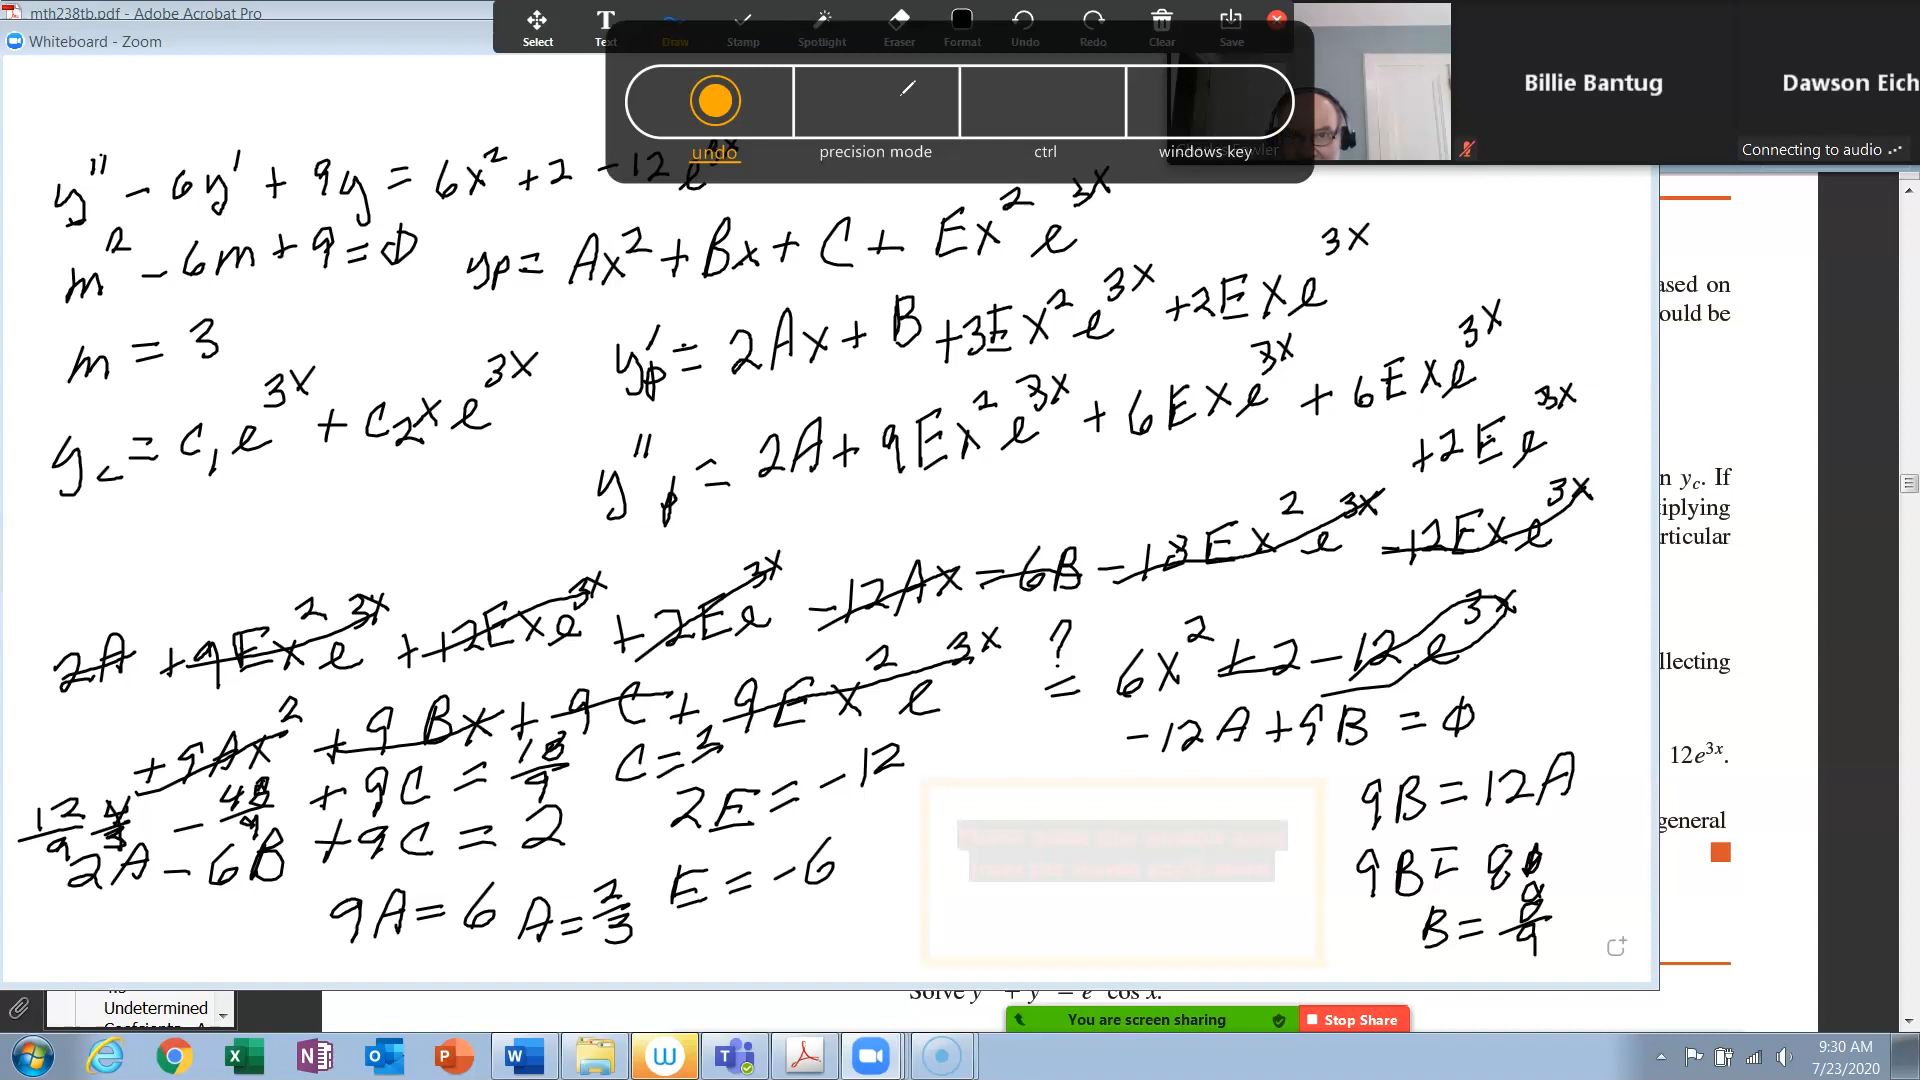 mth238tb.pdf - Adobe Acrobat Pro
Whiteboard - Zoom
Select Text Draw Stamp Spotlight Eraser Format Undo Redo Clear Save
undo precision mode ctrl windows key
Billie Bantug
Dawson Eich
Connecting to audio
y'' - 6y' + 9y = 6x² + 2 - 12e^3x
m² - 6m + 9 = 0
yp = Ax² + Bx + C + Ex²e^3x
m = 3
y'p = 2Ax + B + 3Ex²e^3x + 2Exe^3x
yc = c₁e^3x + c₂xe^3x
y''p = 2A + 9Ex²e^3x + 6Exe^3x + 6Exe^3x
+2Ee^3x
2A + 9Ex²e^3x + 12Exe^3x + 2Ee^3x - 12Ax - 6B - 18Ex²e^3x - 12Exe^3x
+ 9Ax² + 9Bx + 9C + 9Ex²e^3x ?= 6x² + 2 - 12e^3x
-12A + 9B = 0
+ 9C = 18/9 C =
2A - 6B + 9C = 2
2E = -12
9B = 12A
9A = 6 A = 2/3
E = -6
9B = 8
B = 8/9
ased on
ould be
n yc. If
tiplying
rticular
llecting
12e^3x.
general
Undetermined
Solve y
cos x.
You are screen sharing
Stop Share
9:30 AM
7/23/2020